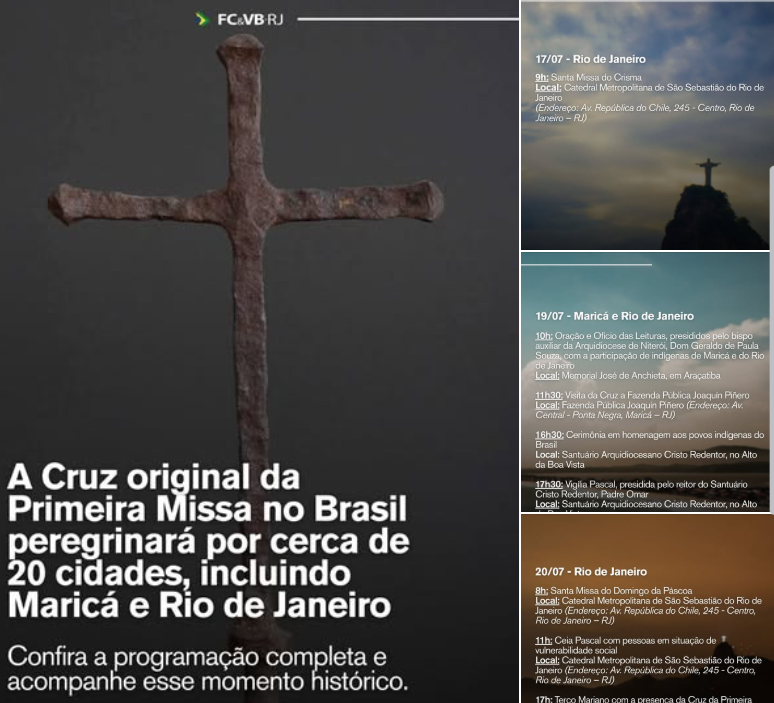 FC&VB-RJ
A Cruz original da
Primeira Missa no Brasil
peregrinará por cerca de
20 cidades, incluindo
Maricá e Rio de Janeiro
Confira a programação completa e
acompanhe esse momento histórico.
17/07 - Rio de Janeiro
9h: Santa Missa do Crisma
Local: Catedral Metropolitana de São Sebastião do Rio de
Janeiro
(Endereço: Av. República do Chile, 245 - Centro, Rio de
Janeiro – RJ)
19/07 - Maricá e Rio de Janeiro
10h: Oração e Ofício das Leituras, presididos pelo bispo
auxiliar da Arquidiocese de Niterói, Dom Geraldo de Paula
Souza, com a participação de indígenas de Maricá e do Rio
de Janeiro
Local: Memorial José de Anchieta, em Araçatiba
11h30: Visita da Cruz a Fazenda Pública Joaquin Piñero
Local: Fazenda Pública Joaquin Piñero (Endereço: Av.
Central - Ponta Negra, Maricá – RJ)
16h30: Cerimônia em homenagem aos povos indígenas do
Brasil
Local: Santuário Arquidiocesano Cristo Redentor, no Alto
da Boa Vista
17h30: Vigília Pascal, presidida pelo reitor do Santuário
Cristo Redentor, Padre Omar
Local: Santuário Arquidiocesano Cristo Redentor, no Alto
20/07 - Rio de Janeiro
8h: Santa Missa do Domingo da Páscoa
Local: Catedral Metropolitana de São Sebastião do Rio de
Janeiro (Endereço: Av. República do Chile, 245 - Centro,
Rio de Janeiro – RJ)
11h: Ceia Pascal com pessoas em situação de
vulnerabilidade social
Local: Catedral Metropolitana de São Sebastião do Rio de
Janeiro (Endereço: Av. República do Chile, 245 - Centro,
Rio de Janeiro – RJ)
17h: Terço Mariano com a presença da Cruz da Primeira